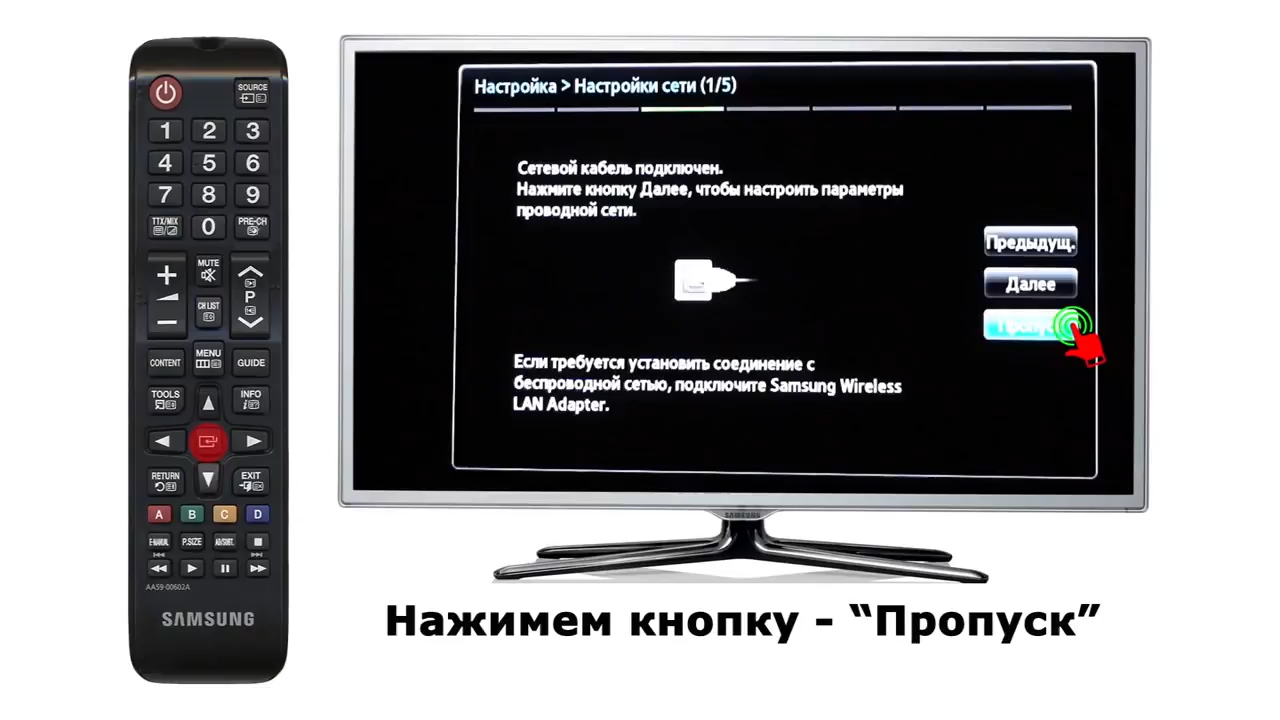 SOURCE
1 2 3
4 5 6
7 8 9
TTX/MIX 0 PRE-CH
MUTE
+ P
CH LIST
−
CONTENT MENU GUIDE
TOOLS INFO
RETURN EXIT
A B C D
E-MANUAL P.SIZE AD/SUBT.
AA59-00602A
SAMSUNG
Настройка > Настройки сети (1/5)
Сетевой кабель подключен.
Нажмите кнопку Далее, чтобы настроить параметры
проводной сети.
Предыдущ.
Далее
Если требуется установить соединение с
беспроводной сетью, подключите Samsung Wireless
LAN Adapter.
SAMSUNG
Нажимем кнопку - “Пропуск”